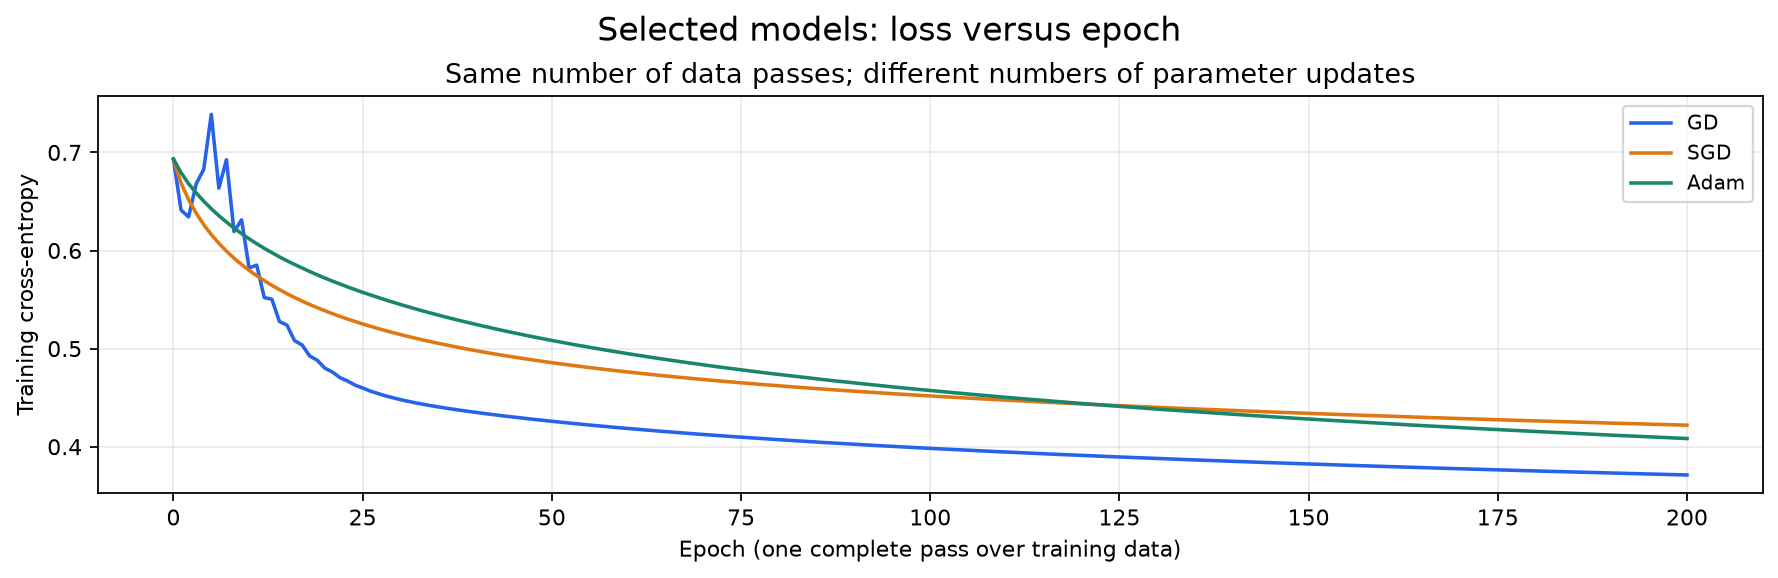 Selected models: loss versus epoch
Same number of data passes; different numbers of parameter updates
GD
SGD
Adam
Training cross-entropy
0.7
0.6
0.5
0.4
0 25 50 75 100 125 150 175 200
Epoch (one complete pass over training data)